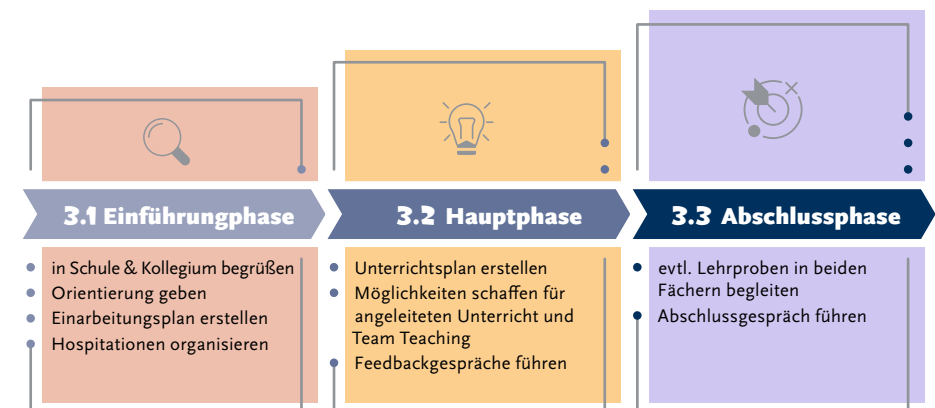 3.1 Einführungphase
in Schule & Kollegium begrüßen
Orientierung geben
Einarbeitungsplan erstellen
Hospitationen organisieren
3.2 Hauptphase
Unterrichtsplan erstellen
Möglichkeiten schaffen für
angeleiteten Unterricht und
Team Teaching
Feedbackgespräche führen
3.3 Abschlussphase
evtl. Lehrproben in beiden
Fächern begleiten
Abschlussgespräch führen